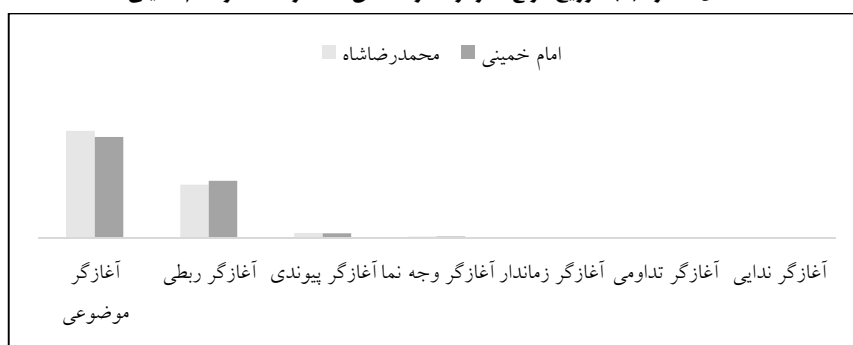 محمدرضاشاه امام خمینی
آغازگر موضوعی آغازگر ربطی آغازگر پیوندی آغازگر وجه نما آغازگر زماندار آغازگر تداومی آغازگر ندایی